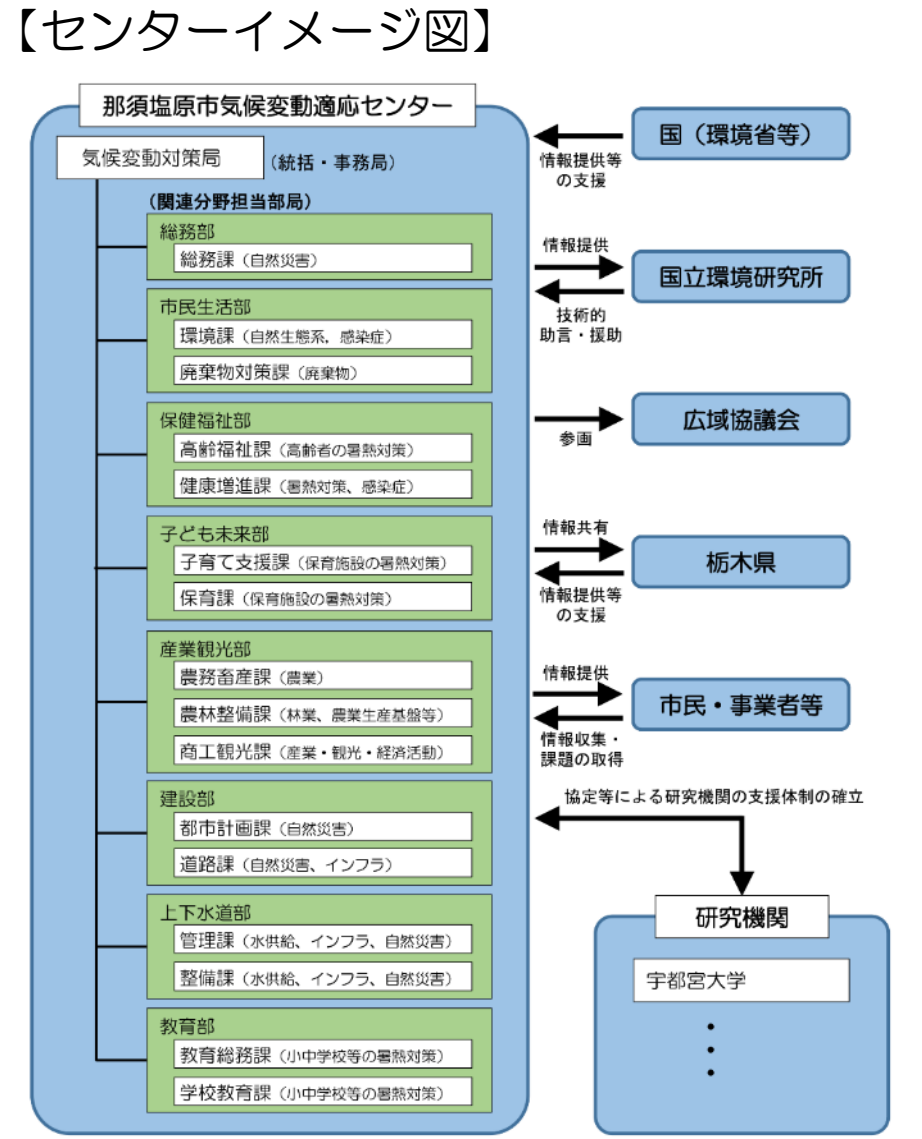 【センターイメージ図】
那須塩原市気候変動適応センター
気候変動対策局
(統括・事務局)
(関連分野担当部局)
総務部
総務課（自然災害）
市民生活部
環境課（自然生態系，感染症）
廃棄物対策課（廃棄物）
保健福祉部
高齢福祉課（高齢者の暑熱対策）
健康増進課（暑熱対策、感染症）
子ども未来部
子育て支援課（保育施設の暑熱対策）
保育課（保育施設の暑熱対策）
産業観光部
農務畜産課（農業）
農林整備課（林業、農業生産基盤等）
商工観光課（産業・観光・経済活動）
建設部
都市計画課（自然災害）
道路課（自然災害、インフラ）
上下水道部
管理課（水供給、インフラ、自然災害）
整備課（水供給、インフラ、自然災害）
教育部
教育総務課（小中学校等の暑熱対策）
学校教育課（小中学校等の暑熱対策）
情報提供等
の支援
国（環境省等）
情報提供
技術的
助言・援助
国立環境研究所
参画
広域協議会
情報共有
情報提供等
の支援
栃木県
情報提供
情報収集・
課題の取得
市民・事業者等
協定等による研究機関の支援体制の確立
研究機関
宇都宮大学
・
・
・